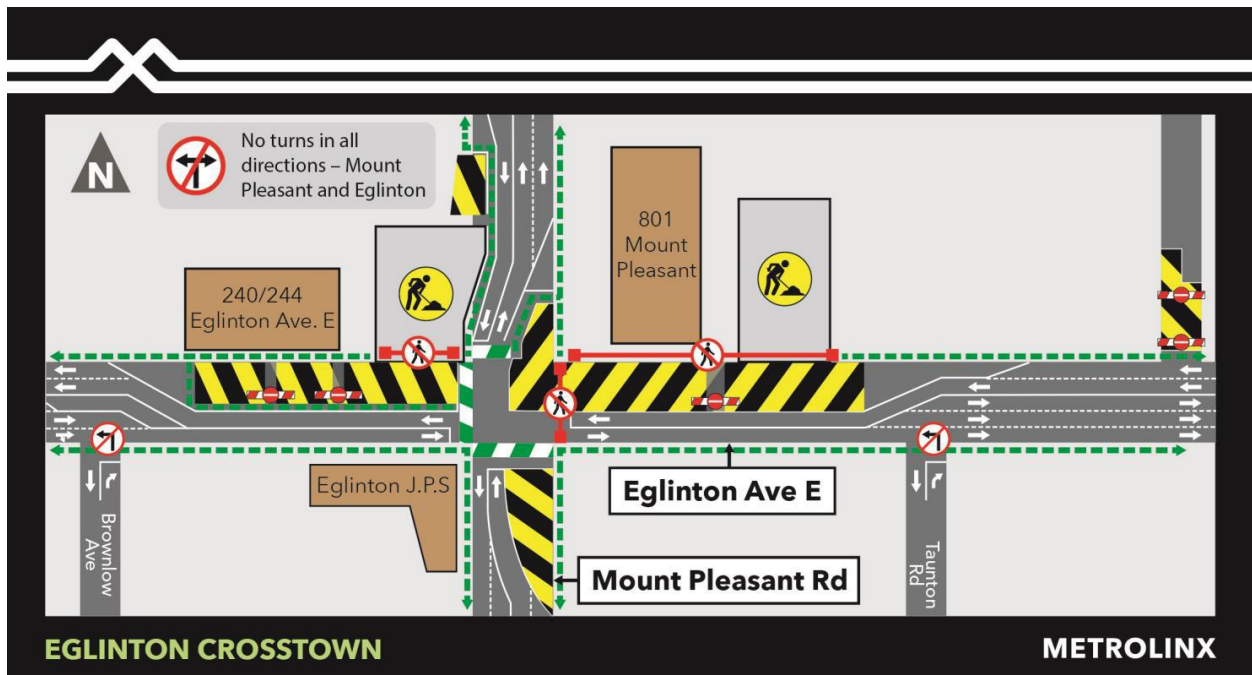 N
No turns in all
directions – Mount
Pleasant and Eglinton
801
Mount
Pleasant
240/244
Eglinton Ave. E
Eglinton J.P.S
Eglinton Ave E
Brownlow
Ave
Mount Pleasant Rd
Taunton
Rd
EGLINTON CROSSTOWN
METROLINX